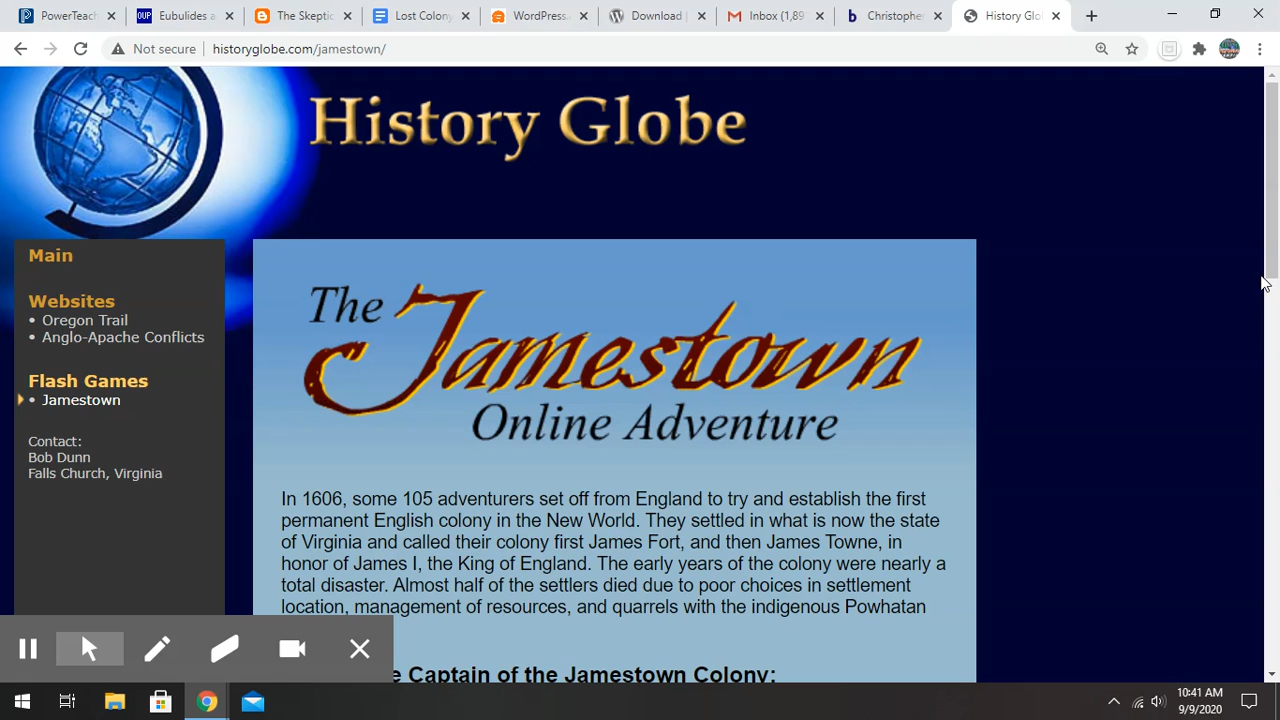 PowerTeach
Eubulides a
The Skeptic
Lost Colony
WordPress.
Download |
Inbox (1,89
Christophe
History Glo
Not secure
historyglobe.com/jamestown/
History Globe
Main
Websites
• Oregon Trail
• Anglo-Apache Conflicts
Flash Games
• Jamestown
Contact:
Bob Dunn
Falls Church, Virginia
The
Jamestown
Online Adventure
In 1606, some 105 adventurers set off from England to try and establish the first
permanent English colony in the New World. They settled in what is now the state
of Virginia and called their colony first James Fort, and then James Towne, in
honor of James I, the King of England. The early years of the colony were nearly a
total disaster. Almost half of the settlers died due to poor choices in settlement
location, management of resources, and quarrels with the indigenous Powhatan
e Captain of the Jamestown Colony:
10:41 AM
9/9/2020